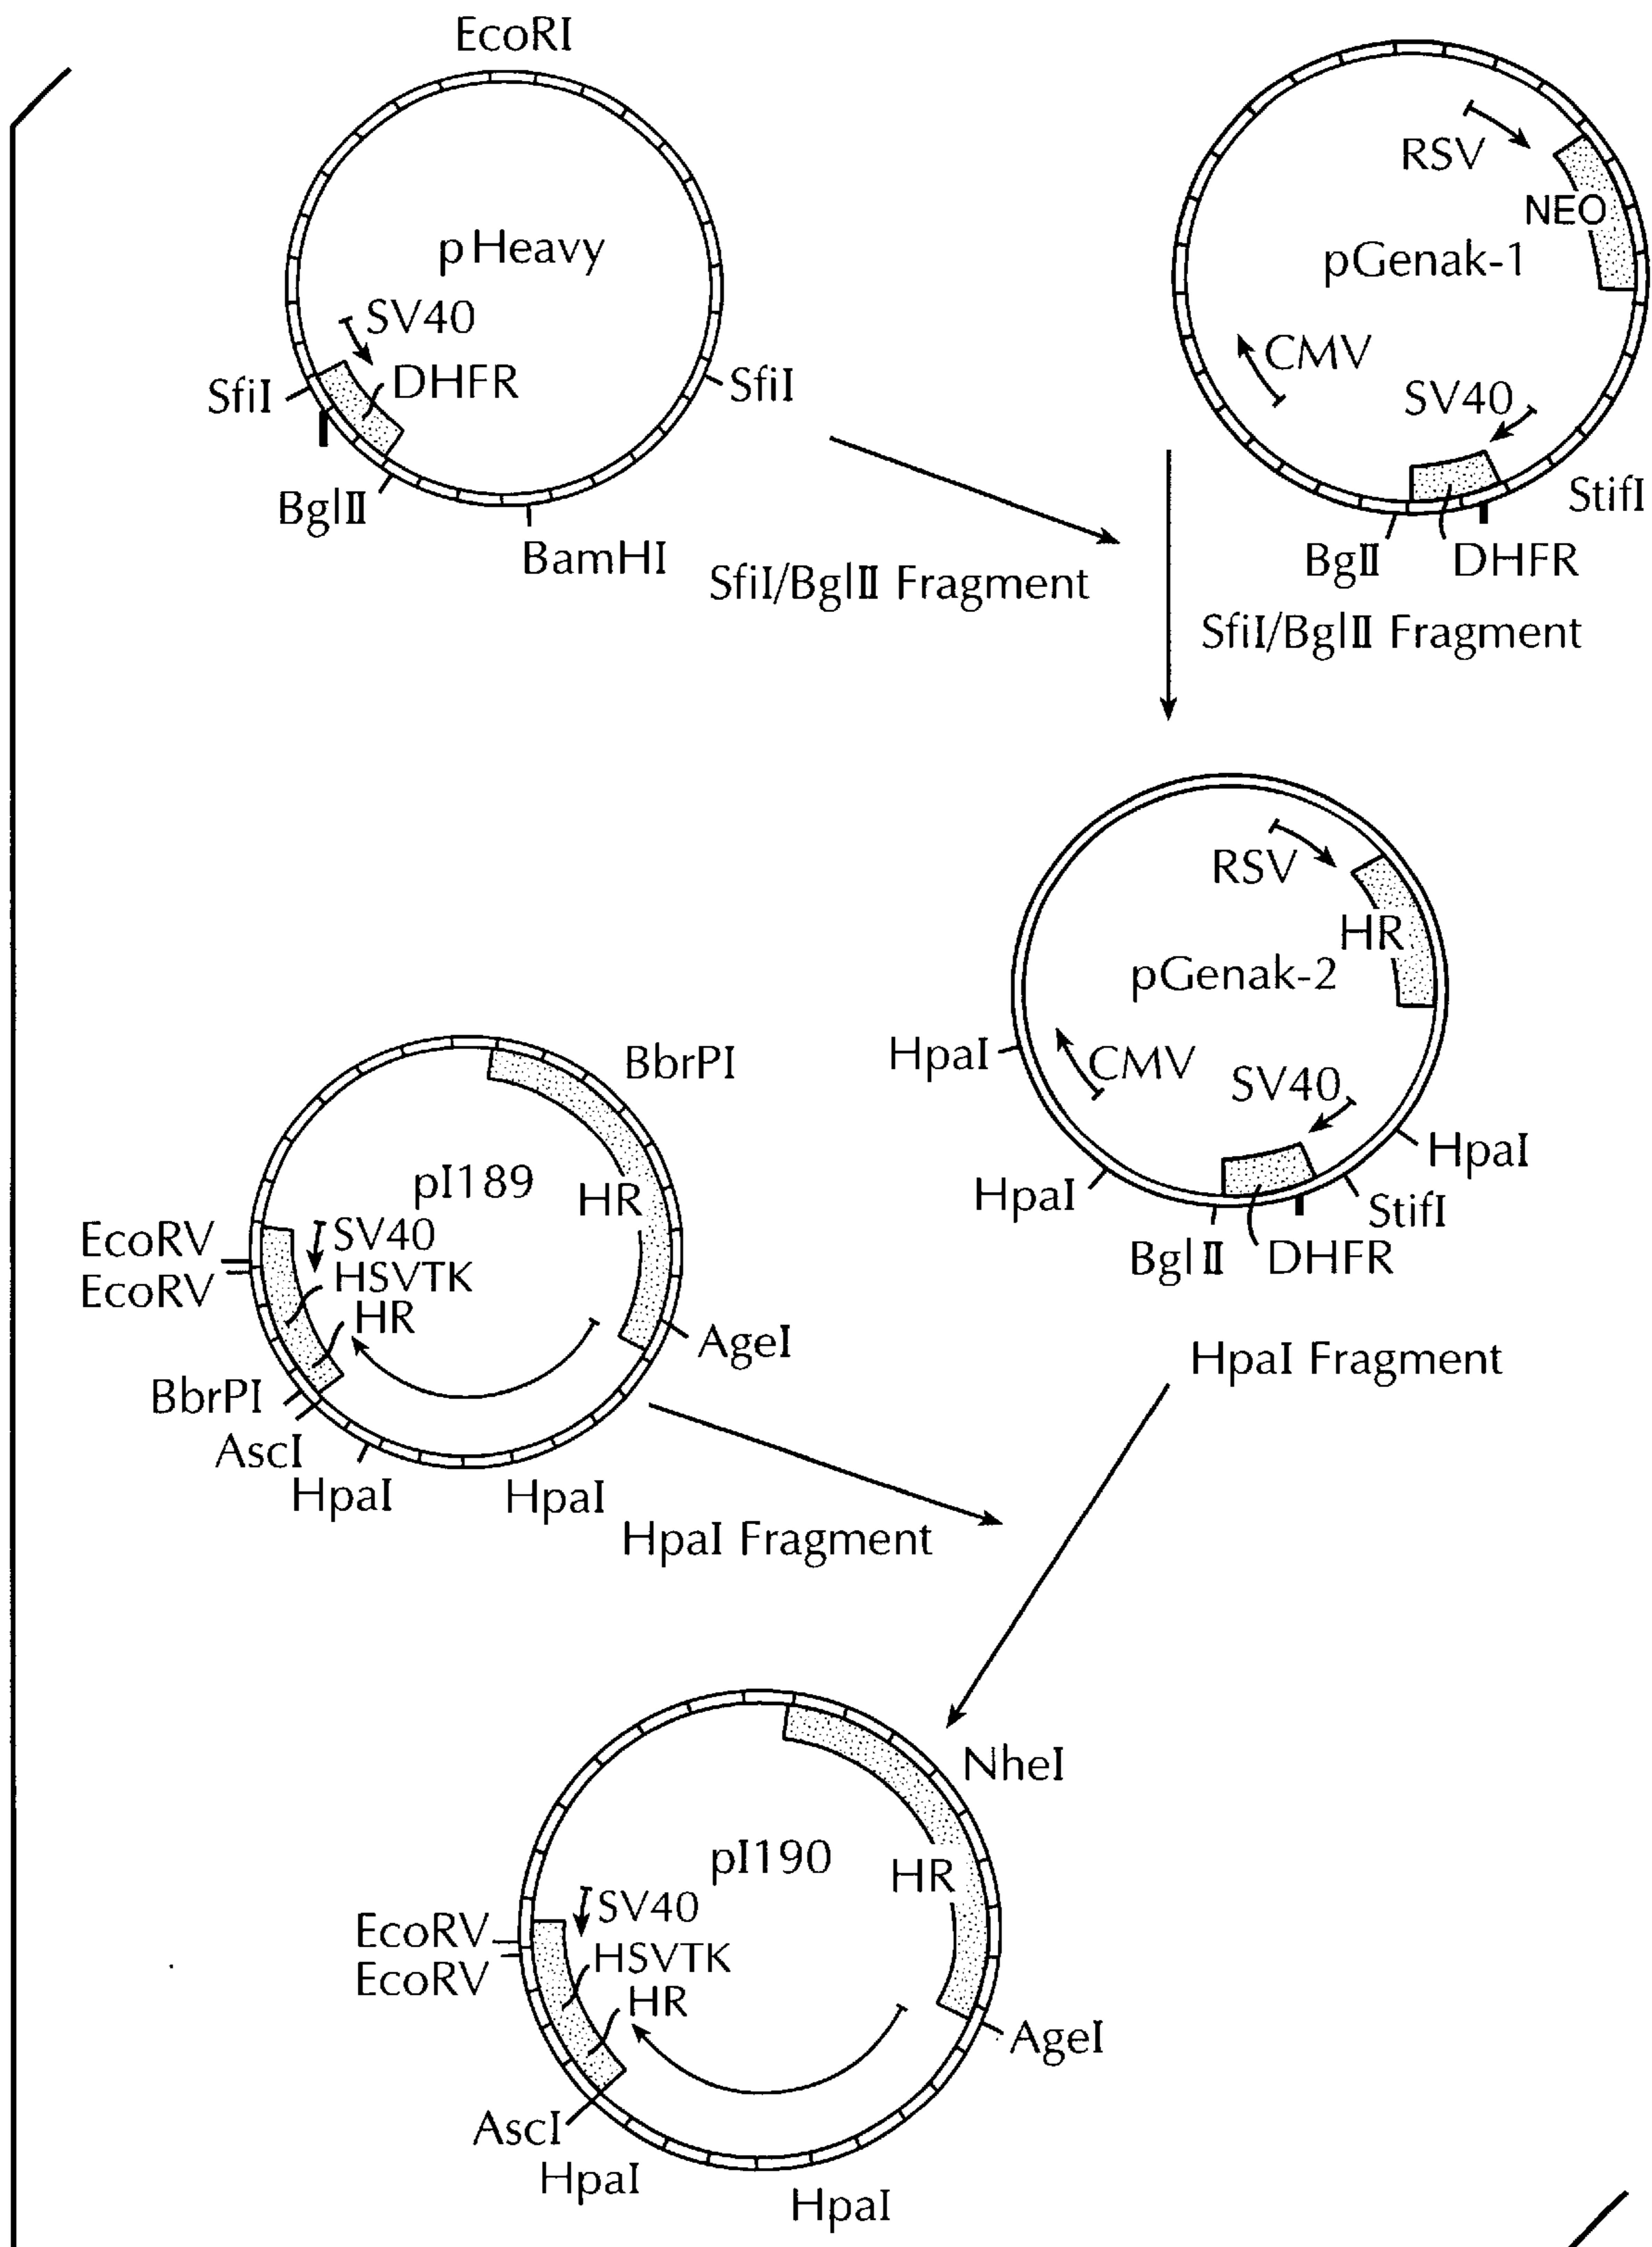 EcoRI
pHeavy
SV40
DHFR
SfiI
SfiI
BglII
BamHI
SfiI/BglII Fragment
RSV
NEO
pGenak-1
CMV
SV40
StifI
BgII
DHFR
SfiI/BglII Fragment
RSV
HR
pGenak-2
HpaI
CMV
SV40
HpaI
HpaI
StifI
Bgl II
DHFR
HpaI Fragment
BbrPI
pI189
HR
EcoRV
EcoRV
SV40
HSVTK
HR
AgeI
BbrPI
AscI
HpaI
HpaI
HpaI Fragment
NheI
pI190
HR
EcoRV
EcoRV
SV40
HSVTK
HR
AgeI
AscI
HpaI
HpaI